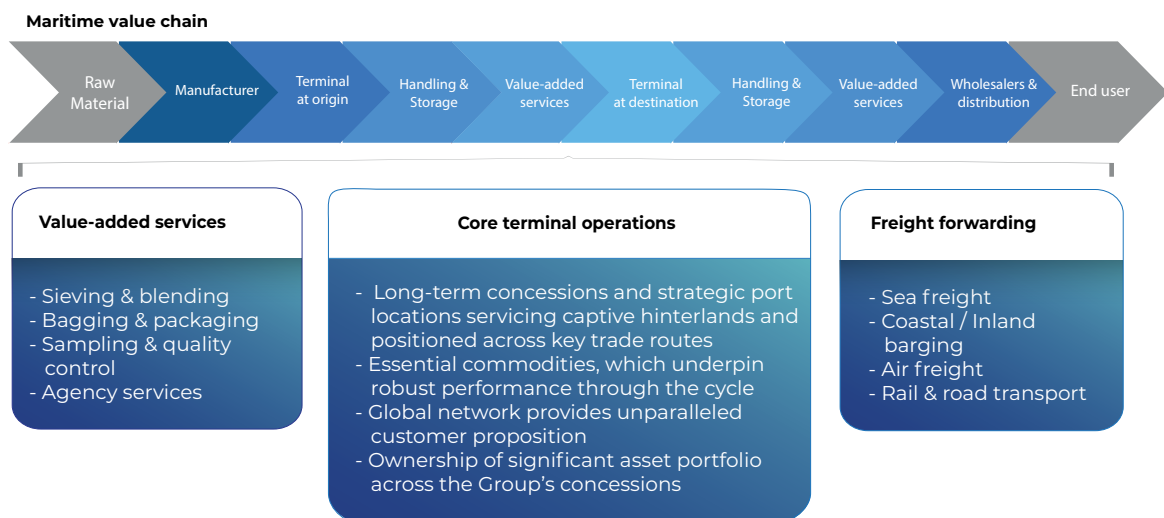 Maritime value chain
Raw
Material
Manufacturer
Terminal
at origin
Handling &
Storage
Value-added
services
Terminal
at destination
Handling &
Storage
Value-added
services
Wholesalers &
distribution
End user
Value-added services
- Sieving & blending
- Bagging & packaging
- Sampling & quality
control
- Agency services
Core terminal operations
- Long-term concessions and strategic port
locations servicing captive hinterlands and
positioned across key trade routes
- Essential commodities, which underpin
robust performance through the cycle
- Global network provides unparalleled
customer proposition
- Ownership of significant asset portfolio
across the Group’s concessions
Freight forwarding
- Sea freight
- Coastal / Inland
barging
- Air freight
- Rail & road transport